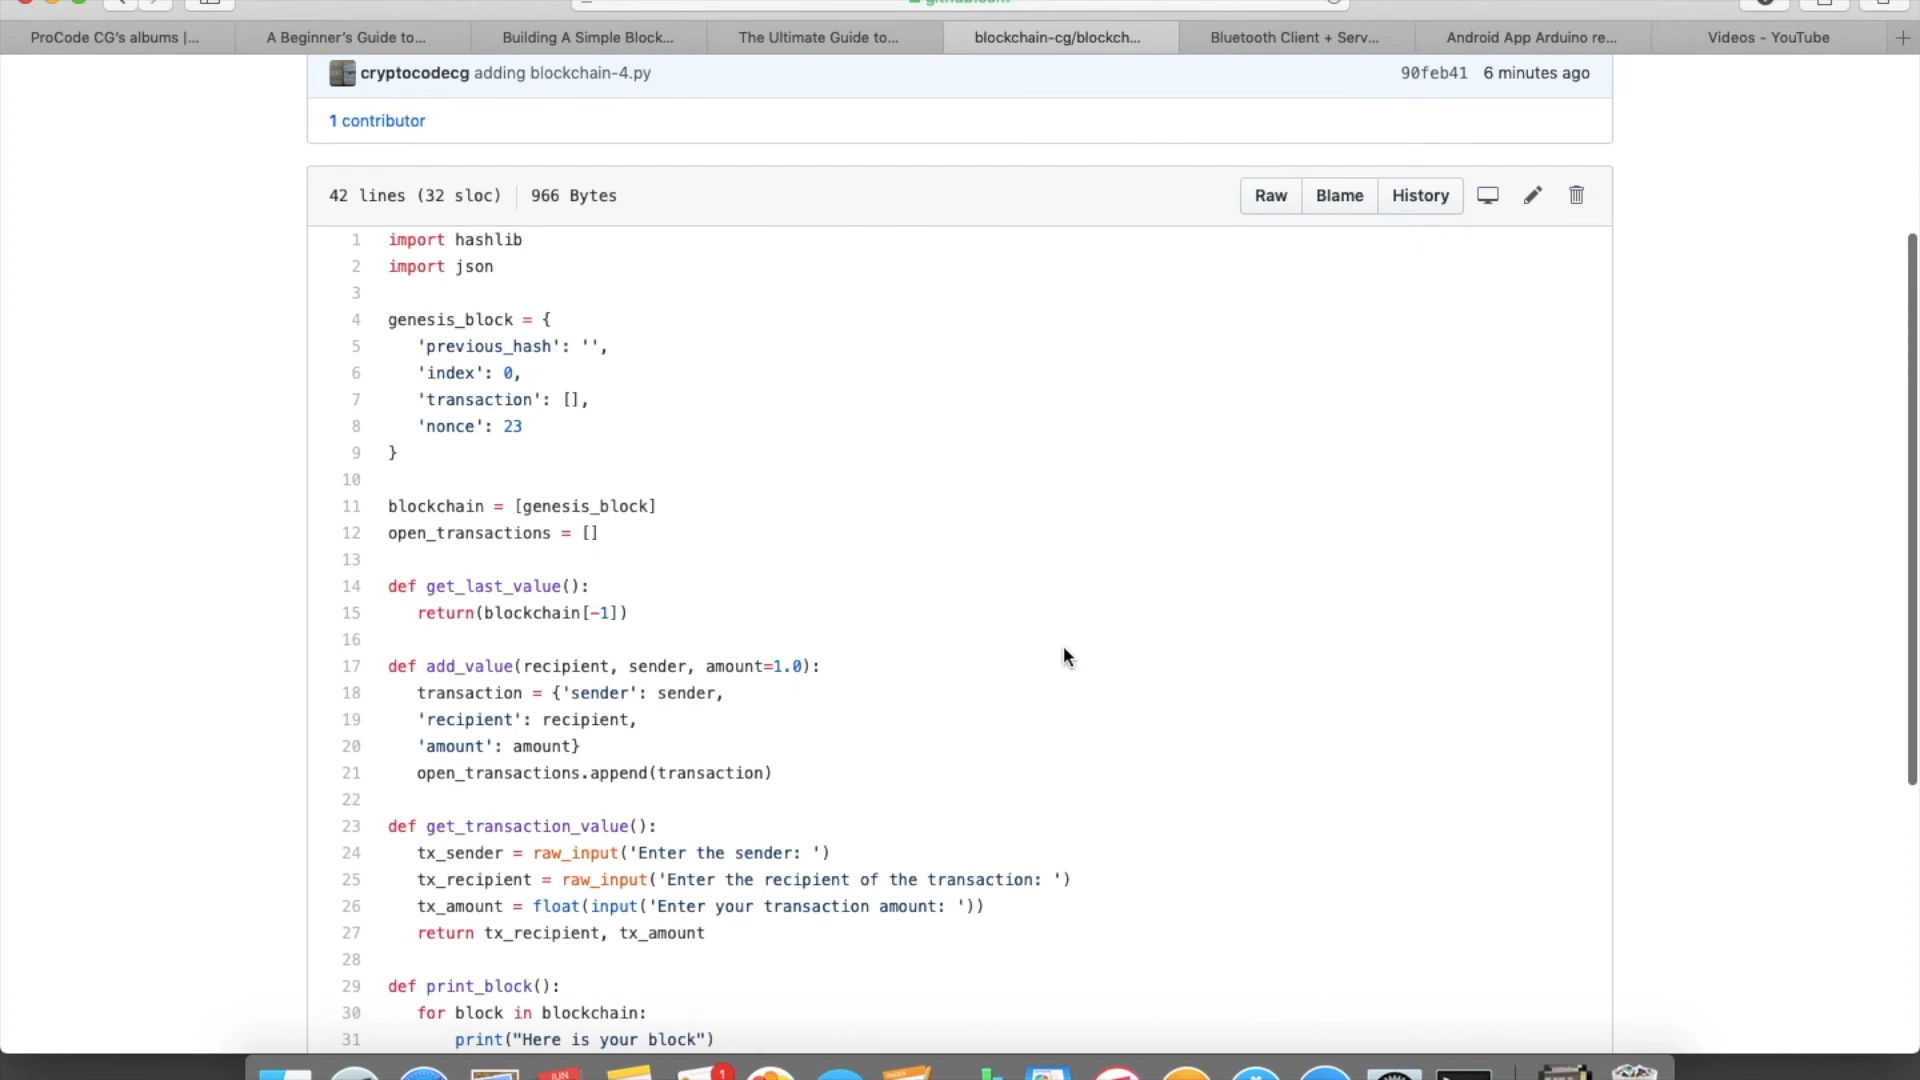 ProCode CG's albums |...
A Beginner's Guide to...
Building A Simple Block...
The Ultimate Guide to...
blockchain-cg/blockch...
Bluetooth Client + Serv...
Android App Arduino re...
Videos - YouTube
cryptocodecg adding blockchain-4.py 90feb41 6 minutes ago
1 contributor
42 lines (32 sloc) 966 Bytes Raw Blame History
1 import hashlib
2 import json
3
4 genesis_block = {
5 'previous_hash': '',
6 'index': 0,
7 'transaction': [],
8 'nonce': 23
9 }
10
11 blockchain = [genesis_block]
12 open_transactions = []
13
14 def get_last_value():
15 return(blockchain[-1])
16
17 def add_value(recipient, sender, amount=1.0):
18 transaction = {'sender': sender,
19 'recipient': recipient,
20 'amount': amount}
21 open_transactions.append(transaction)
22
23 def get_transaction_value():
24 tx_sender = raw_input('Enter the sender: ')
25 tx_recipient = raw_input('Enter the recipient of the transaction: ')
26 tx_amount = float(input('Enter your transaction amount: '))
27 return tx_recipient, tx_amount
28
29 def print_block():
30 for block in blockchain:
31 print("Here is your block")
JUN
1